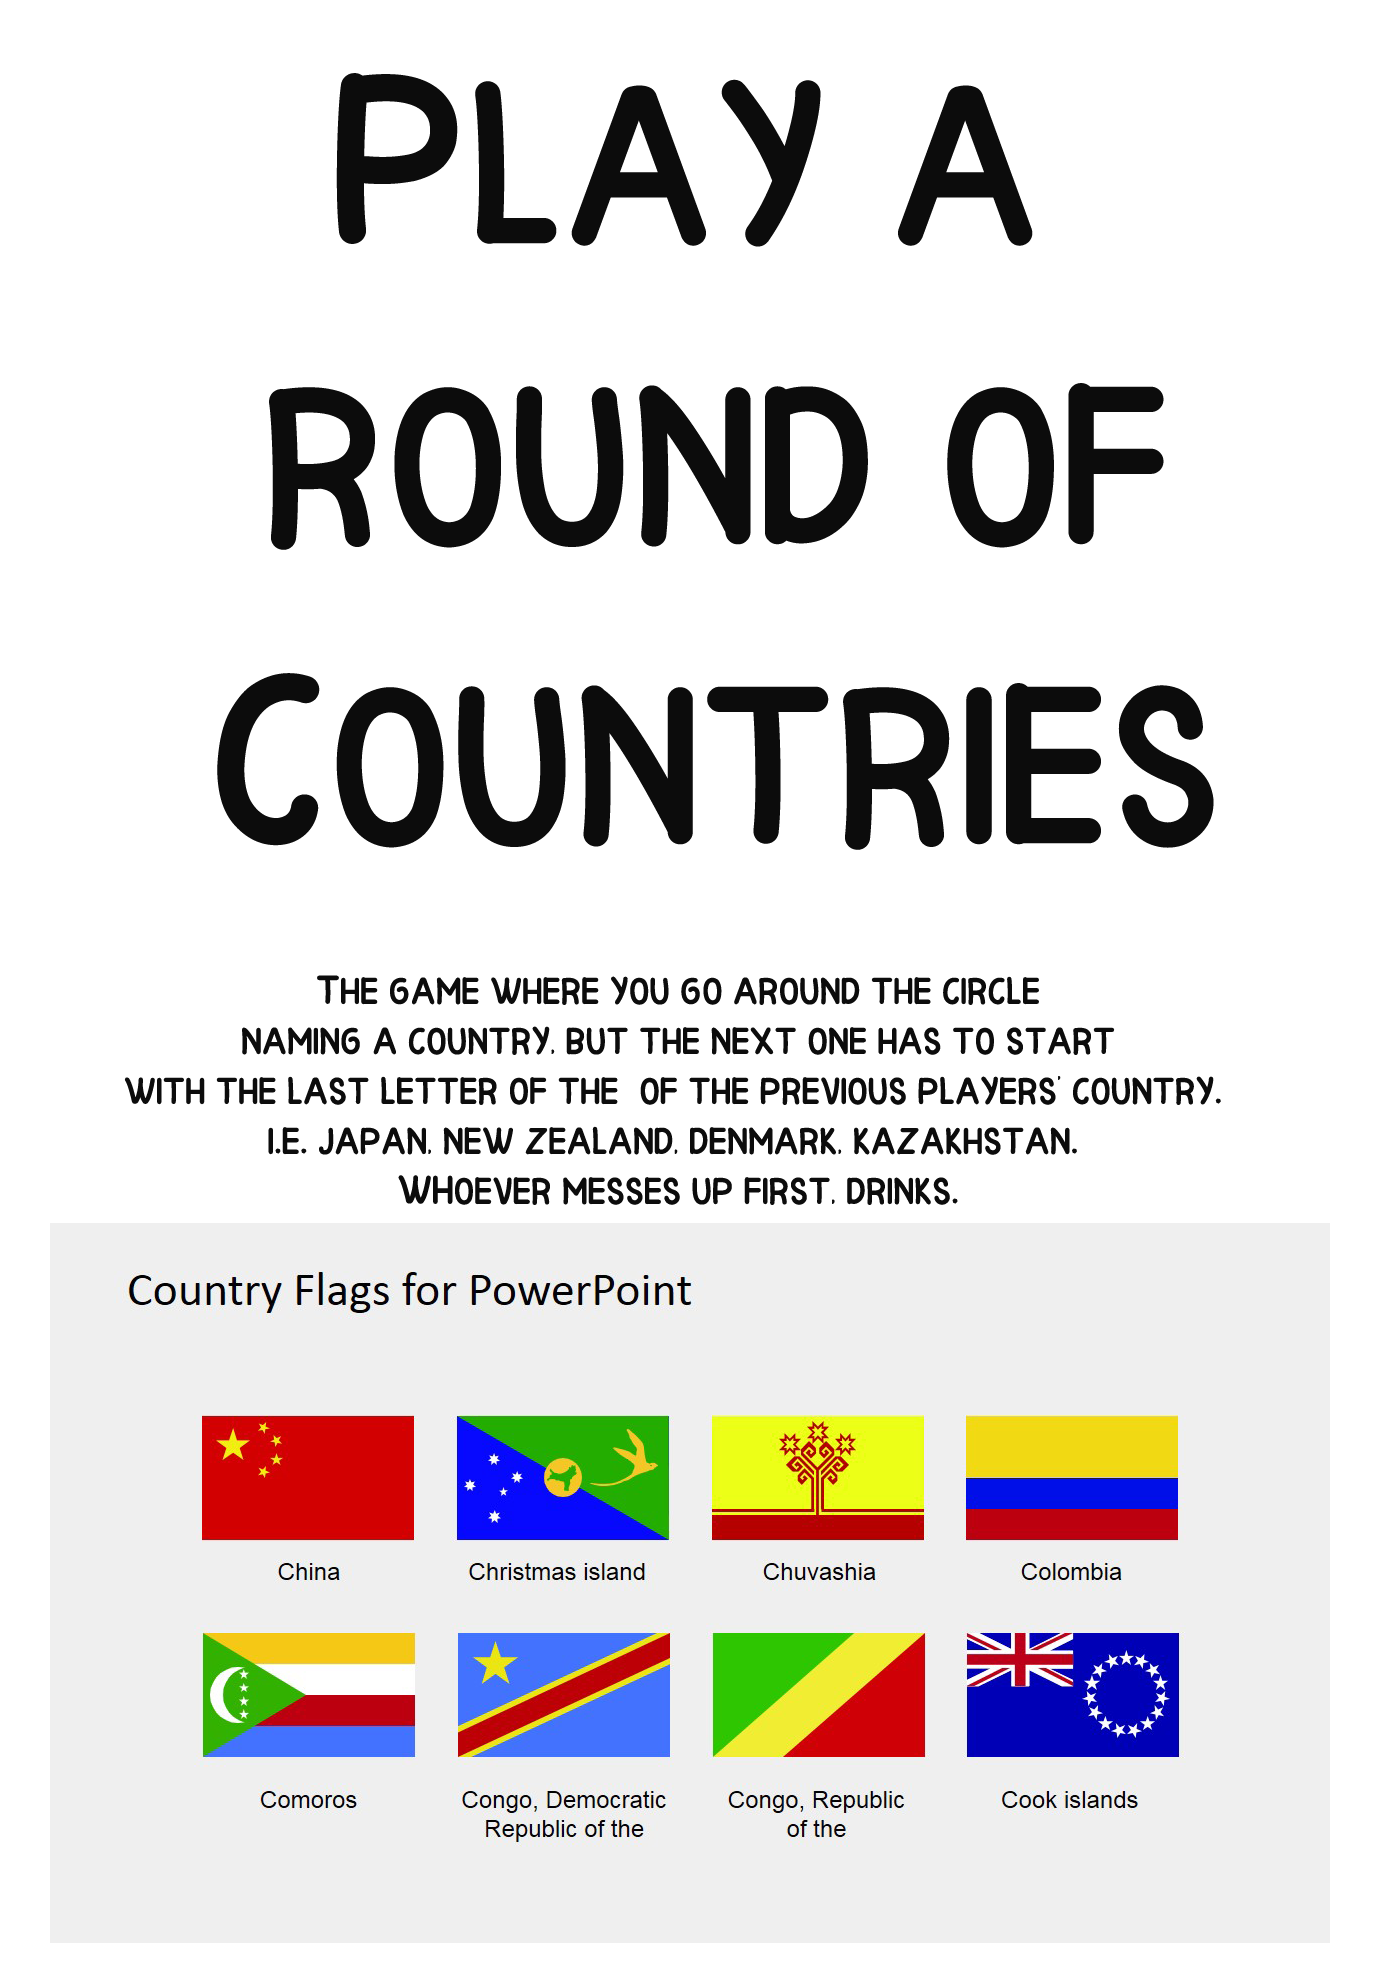 PLAY A
ROUND OF
COUNTRIES
THE GAME WHERE YOU GO AROUND THE CIRCLE
NAMING A COUNTRY, BUT THE NEXT ONE HAS TO START
WITH THE LAST LETTER OF THE OF THE PREVIOUS PLAYERS' COUNTRY.
I.E. JAPAN, NEW ZEALAND, DENMARK, KAZAKHSTAN.
WHOEVER MESSES UP FIRST, DRINKS.
Country Flags for PowerPoint
China Christmas island Chuvashia Colombia
Comoros Congo, Democratic Republic of the Congo, Republic of the Cook islands